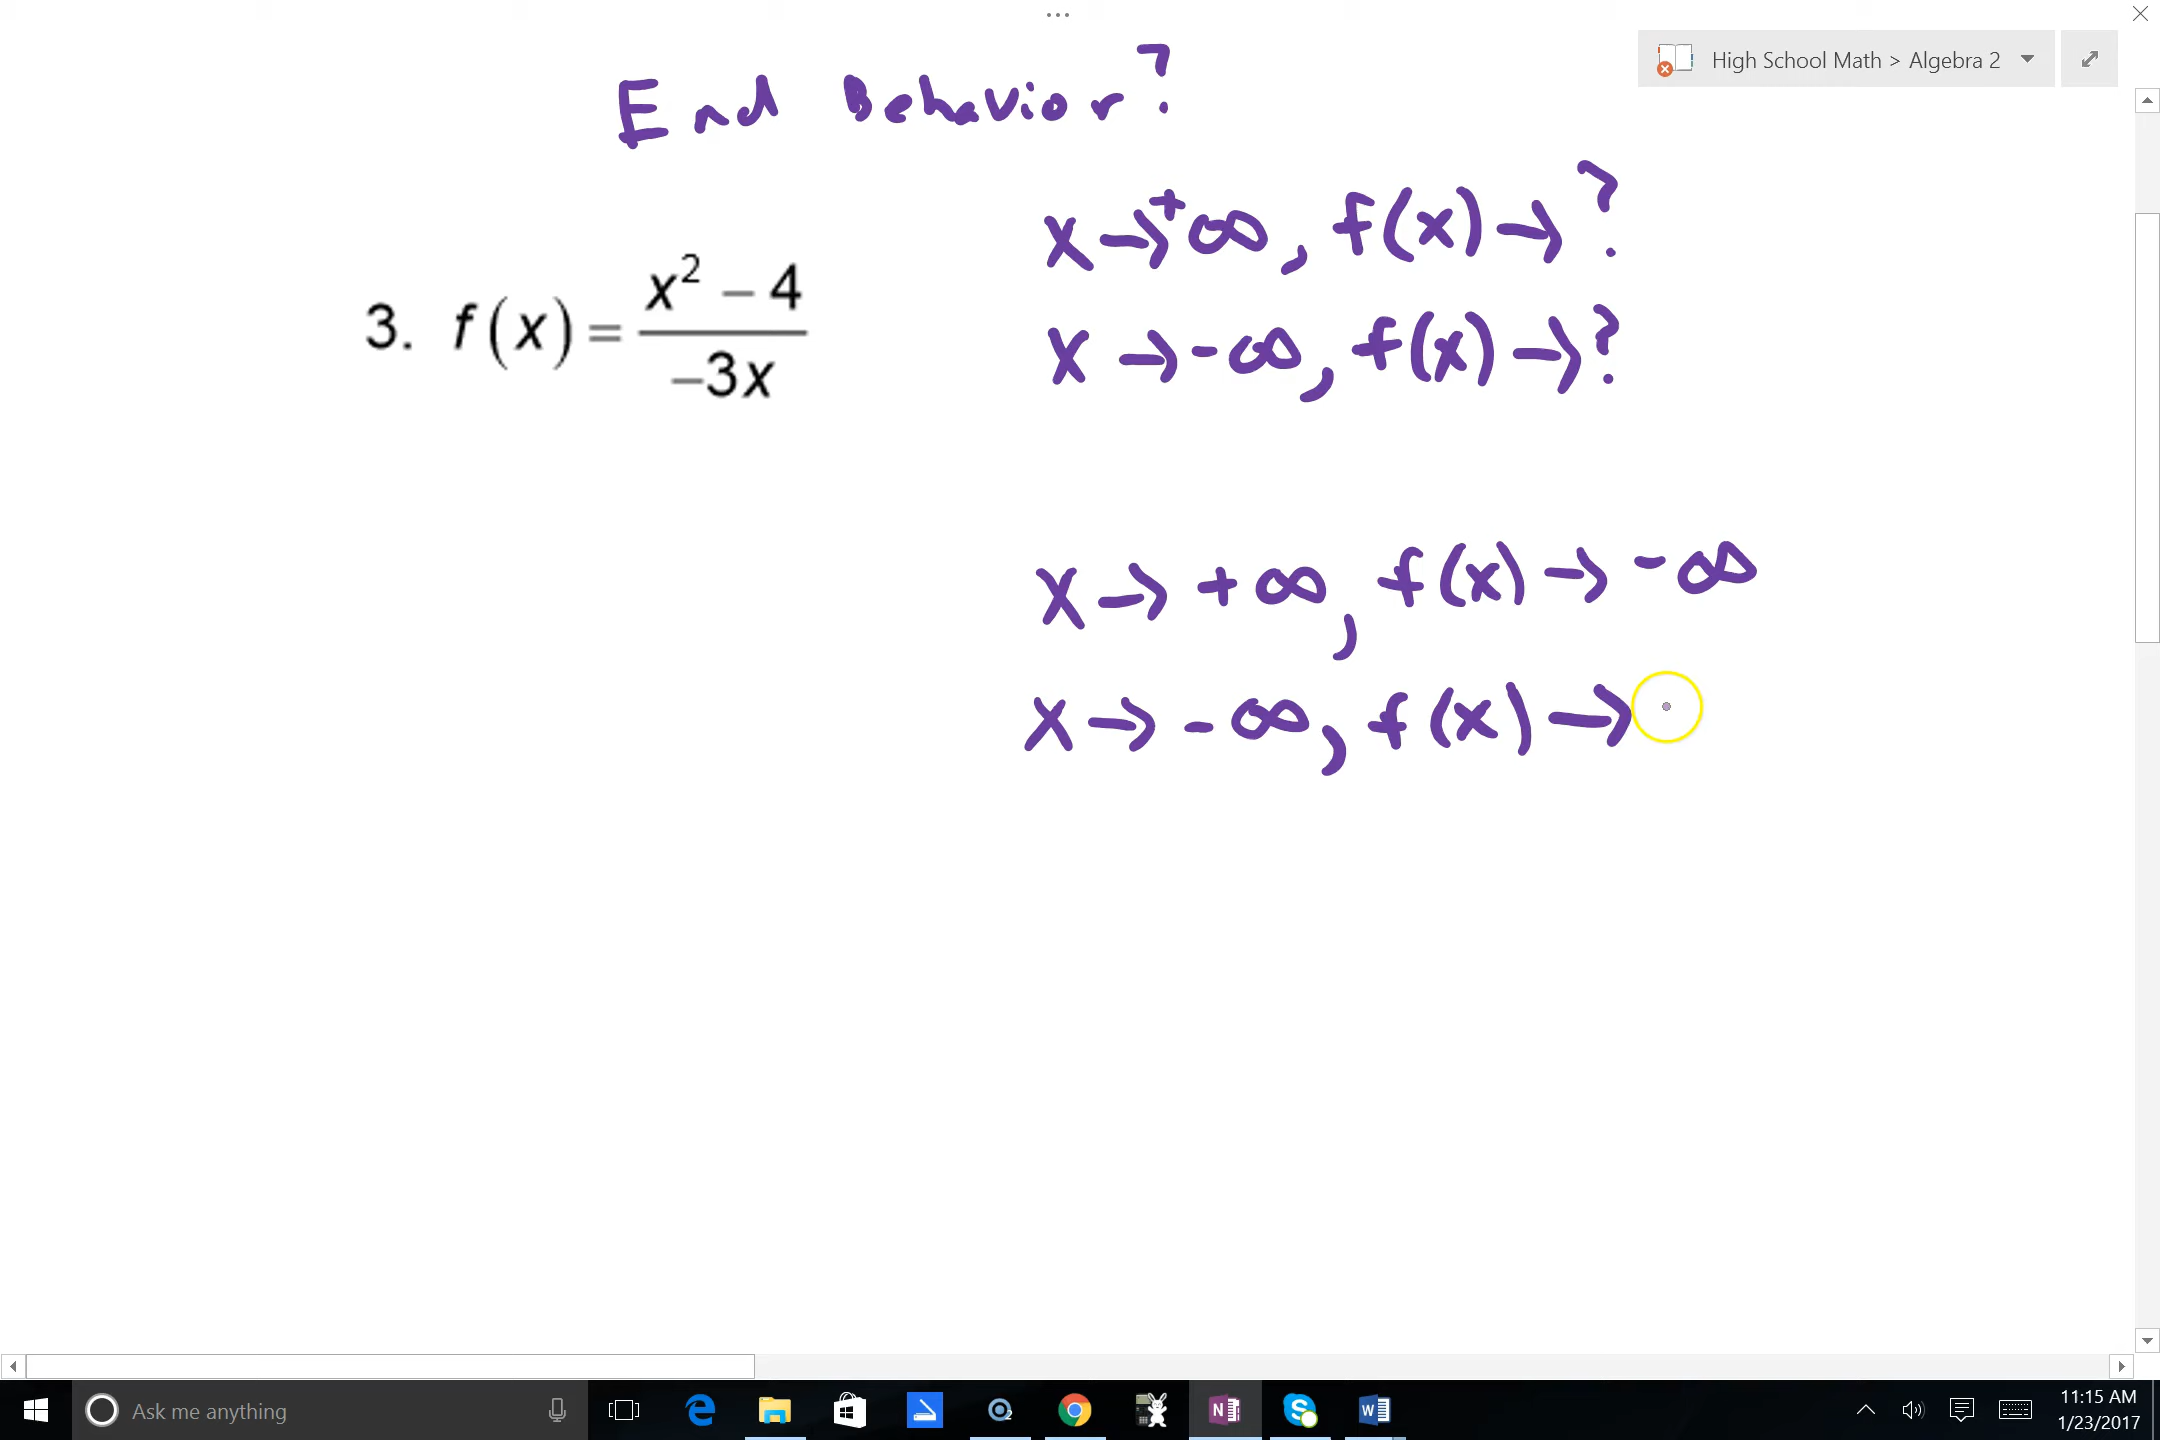 End Behavior?
High School Math > Algebra 2
x → +∞, f(x) → ?
3. f(x) = (x² – 4)/(–3x)
x → -∞, f(x) → ?
x → +∞, f(x) → -∞
x → -∞, f(x) →
Ask me anything
11:15 AM
1/23/2017